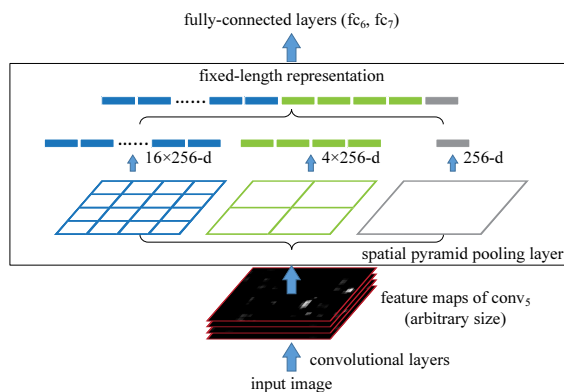 fully-connected layers (fc6, fc7)
fixed-length representation
......
......
16×256-d
4×256-d
256-d
spatial pyramid pooling layer
feature maps of conv5
(arbitrary size)
convolutional layers
input image